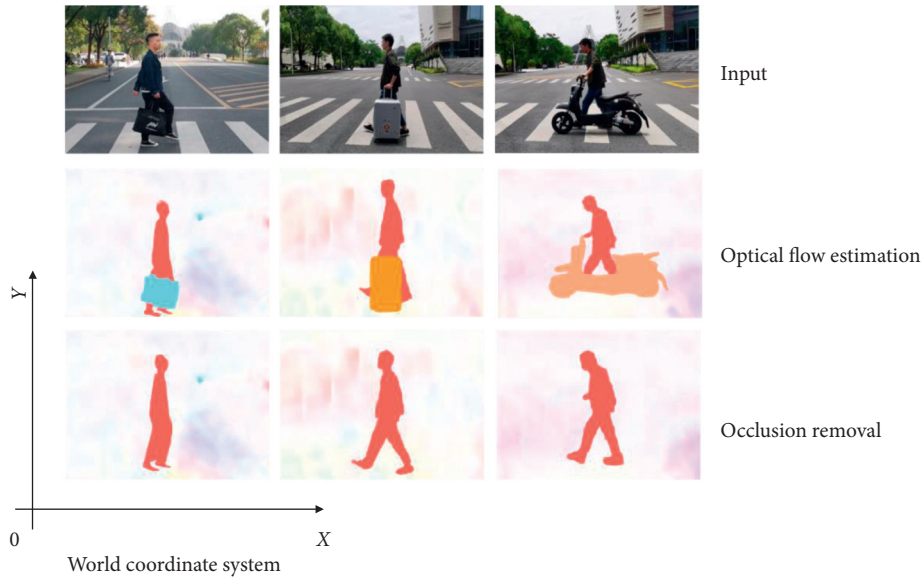 Input
Optical flow estimation
Y
Occlusion removal
0
X
World coordinate system